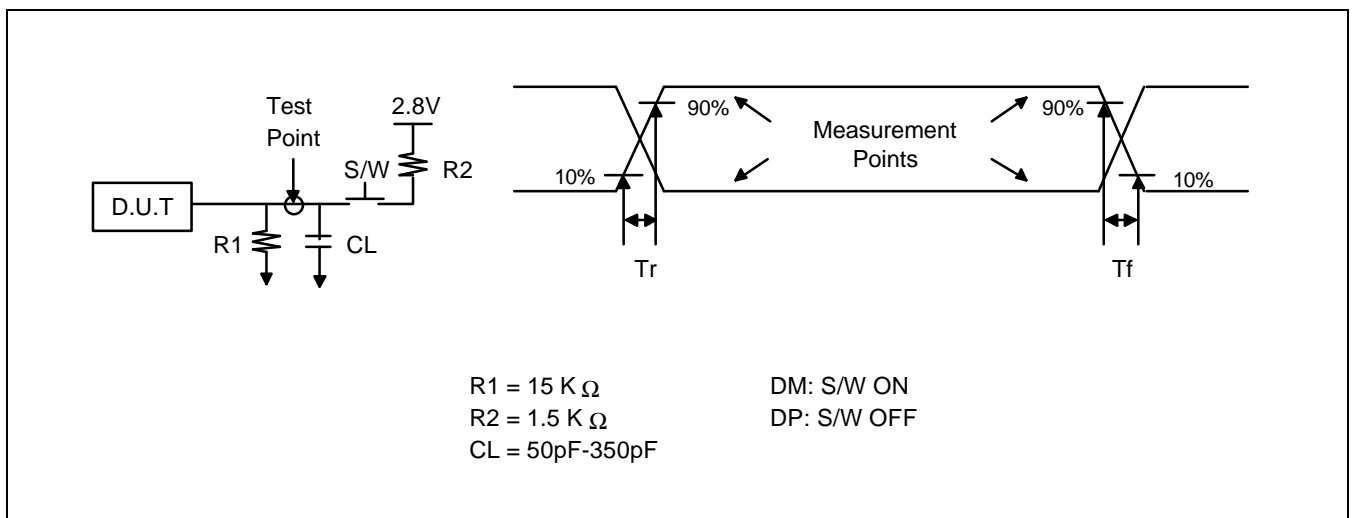 Test
Point
2.8V
S/W
R2
D.U.T
R1
CL
90%
Measurement
Points
90%
10%
10%
Tr
Tf
R1 = 15 K Ω
R2 = 1.5 K Ω
CL = 50pF-350pF
DM: S/W ON
DP: S/W OFF